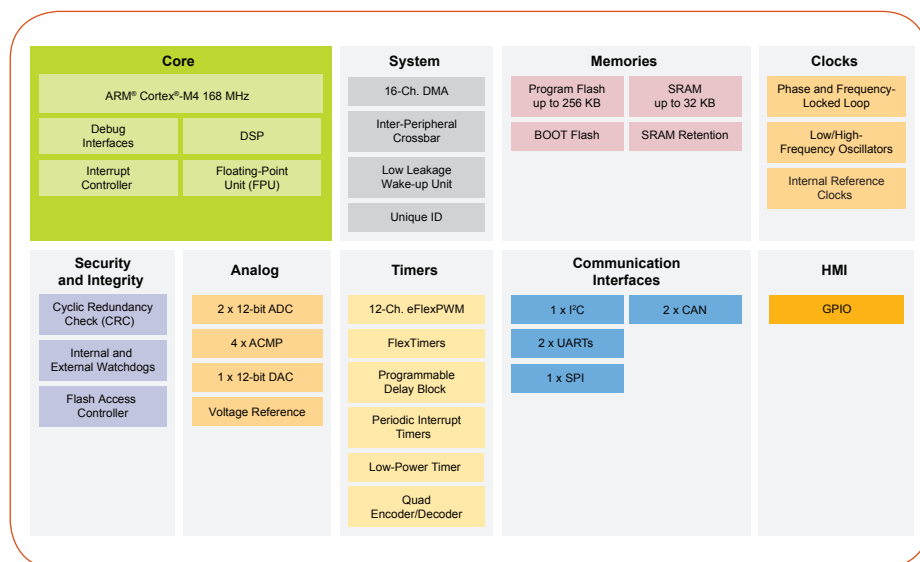 Core
ARM® Cortex®-M4 168 MHz
Debug
Interfaces
DSP
Interrupt
Controller
Floating-Point
Unit (FPU)
System
16-Ch. DMA
Inter-Peripheral
Crossbar
Low Leakage
Wake-up Unit
Unique ID
Memories
Program Flash
up to 256 KB
SRAM
up to 32 KB
BOOT Flash
SRAM Retention
Clocks
Phase and Frequency-
Locked Loop
Low/High-
Frequency Oscillators
Internal Reference
Clocks
Security
and Integrity
Cyclic Redundancy
Check (CRC)
Internal and
External Watchdogs
Flash Access
Controller
Analog
2 x 12-bit ADC
4 x ACMP
1 x 12-bit DAC
Voltage Reference
Timers
12-Ch. eFlexPWM
FlexTimers
Programmable
Delay Block
Periodic Interrupt
Timers
Low-Power Timer
Quad
Encoder/Decoder
Communication
Interfaces
1 x I²C
2 x CAN
2 x UARTs
1 x SPI
HMI
GPIO